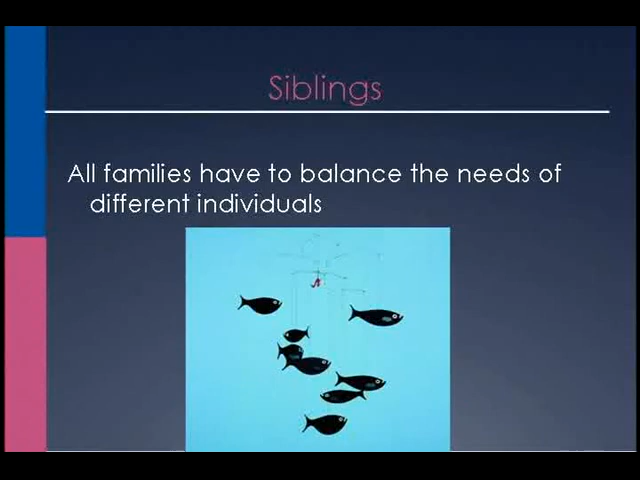 Siblings
All families have to balance the needs of
different individuals